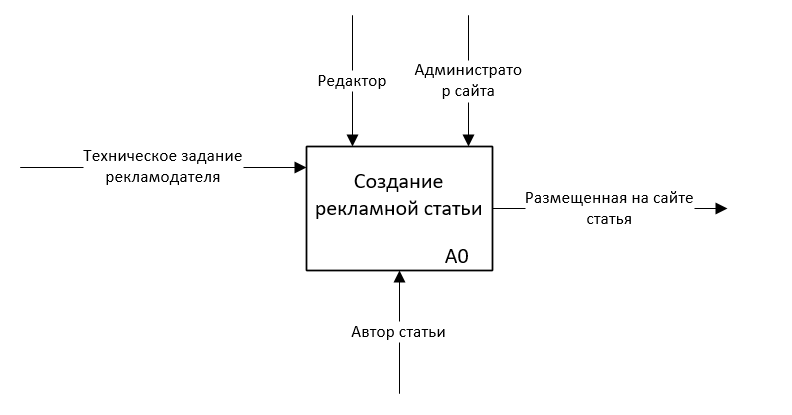 Редактор
Администрато
р сайта
Техническое задание
рекламодателя
Создание
рекламной статьи
A0
Размещенная на сайте
статья
Автор статьи